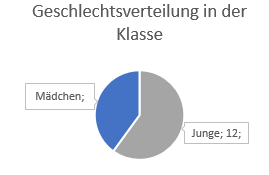 Geschlechtsverteilung in der
Klasse
Mädchen;
Junge; 12;